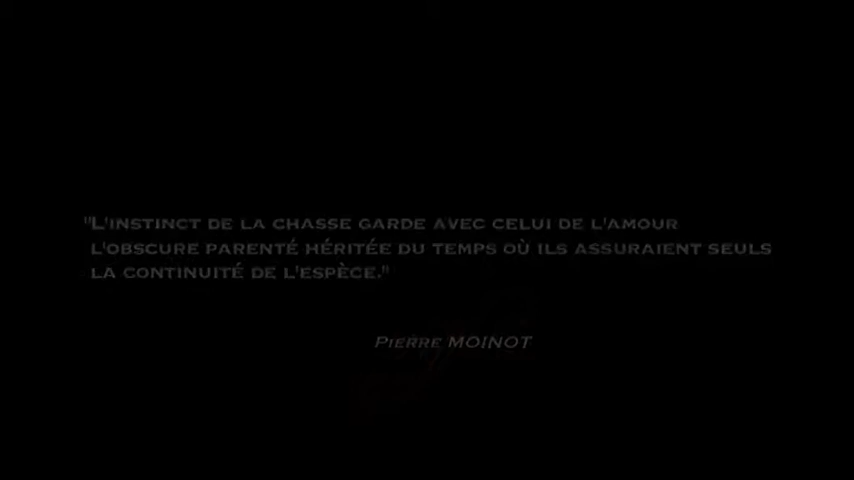 "L'INSTINCT DE LA CHASSE GARDE AVEC CELUI DE L'AMOUR
L'OBSCURE PARENTÉ HÉRITÉE DU TEMPS OÙ ILS ASSURAIENT SEULS
LA CONTINUITÉ DE L'ESPÈCE."
PIERRE MOINOT